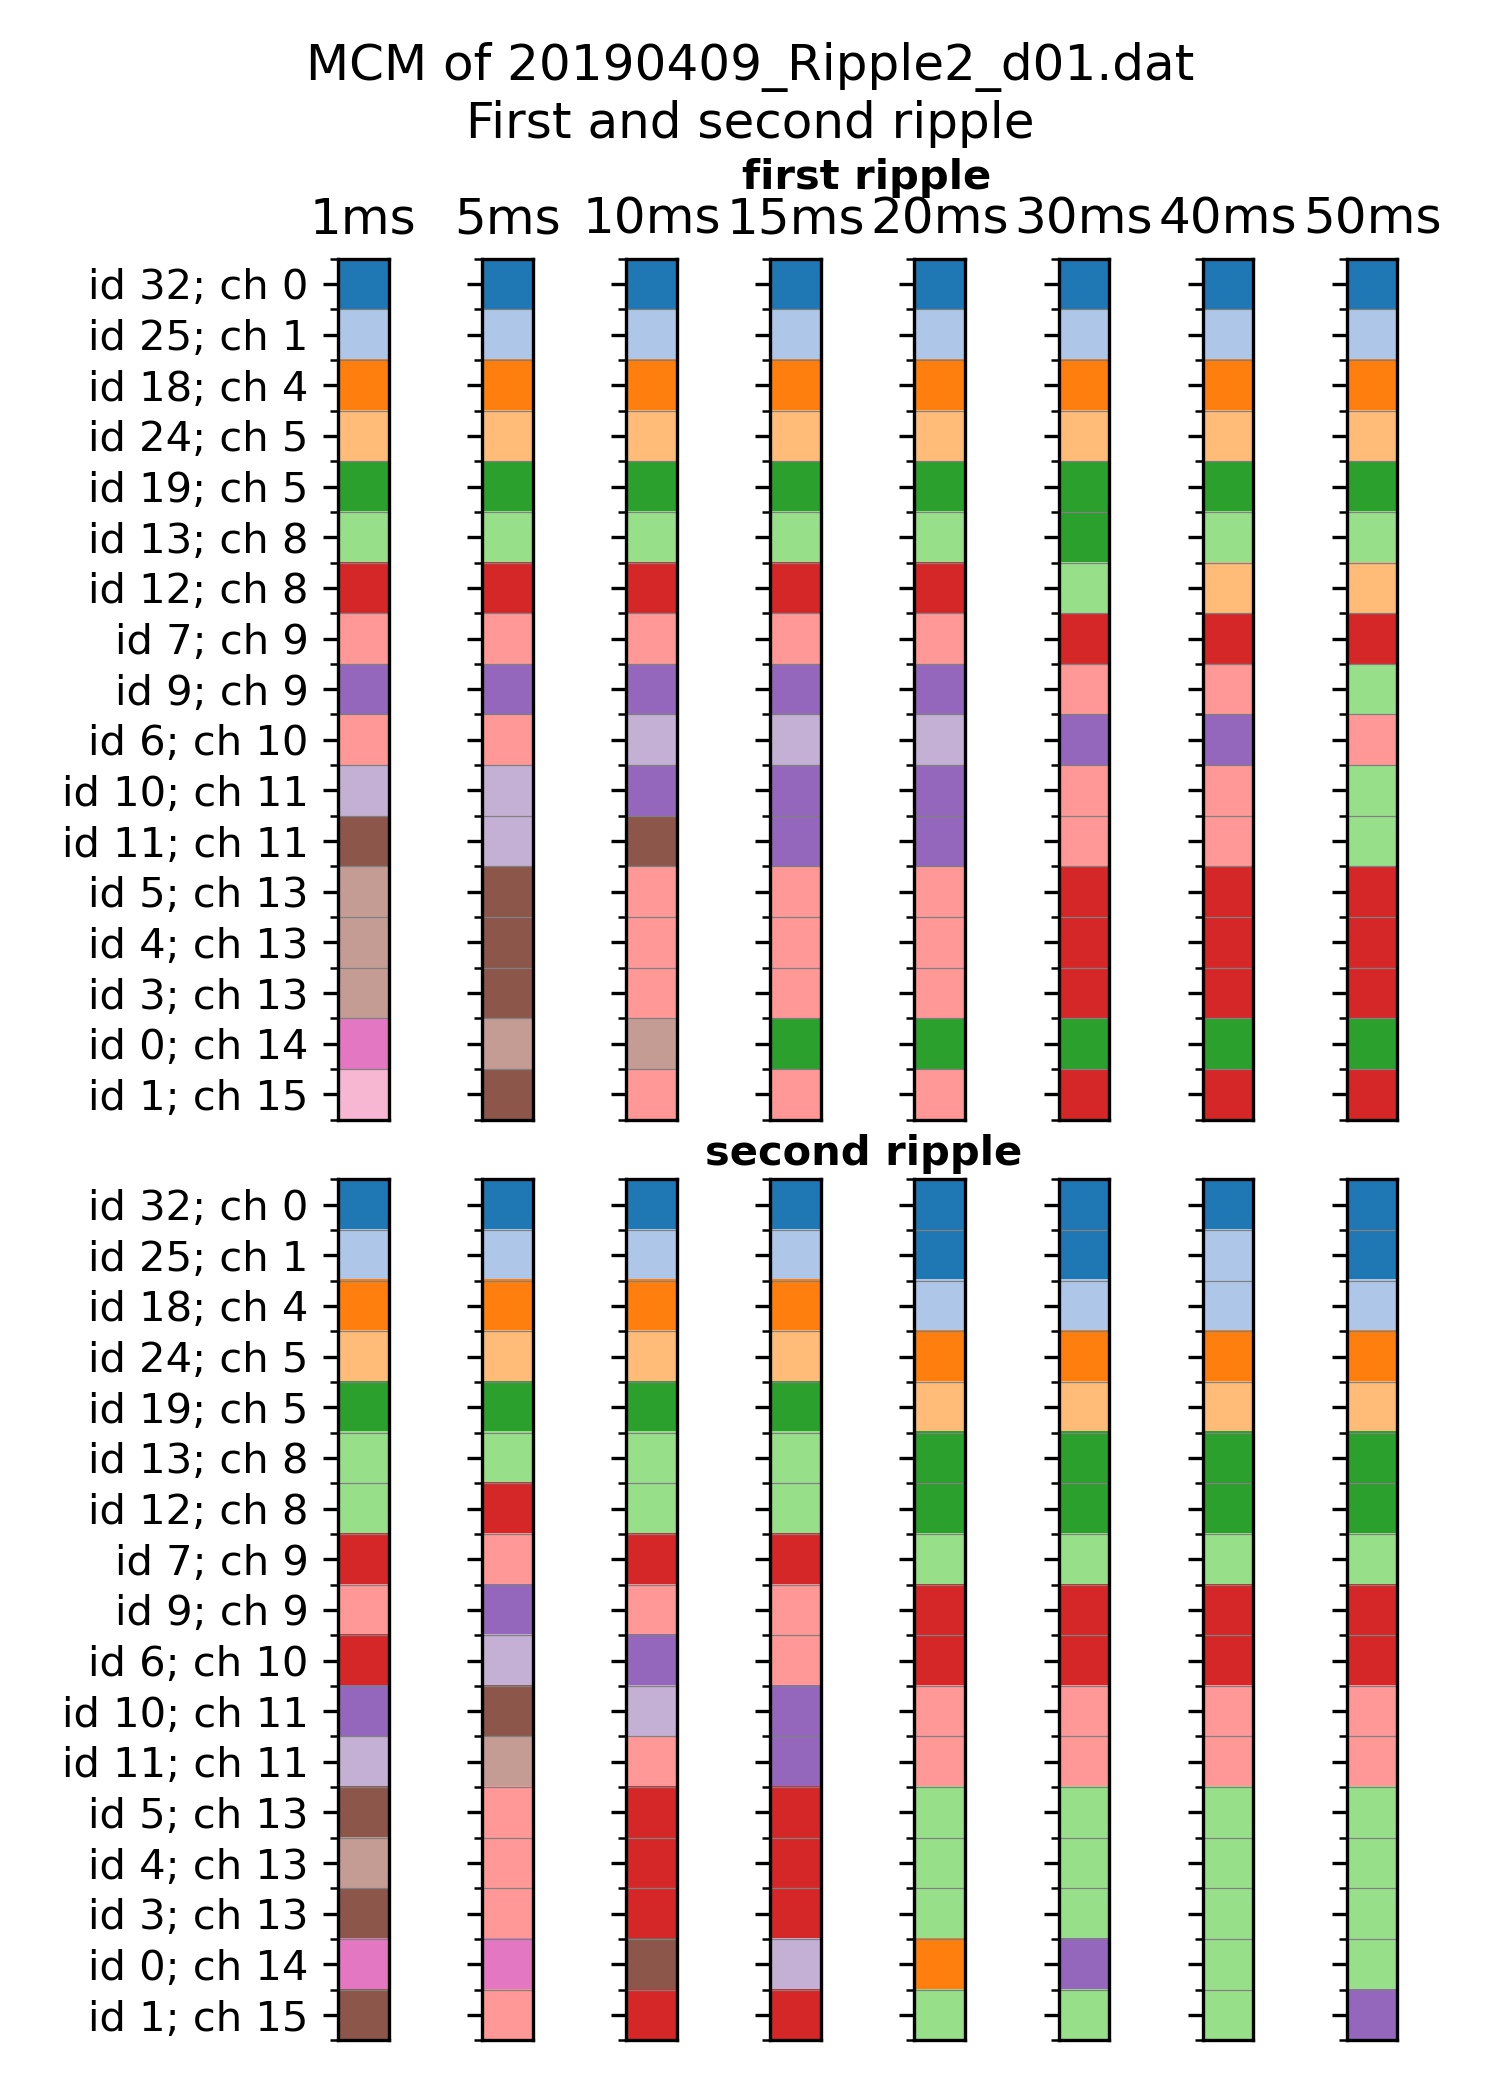 MCM of 20190409_Ripple2_d01.dat
First and second ripple
first ripple
1ms 5ms 10ms 15ms 20ms 30ms 40ms 50ms
id 32; ch 0
id 25; ch 1
id 18; ch 4
id 24; ch 5
id 19; ch 5
id 13; ch 8
id 12; ch 8
id 7; ch 9
id 9; ch 9
id 6; ch 10
id 10; ch 11
id 11; ch 11
id 5; ch 13
id 4; ch 13
id 3; ch 13
id 0; ch 14
id 1; ch 15
second ripple
id 32; ch 0
id 25; ch 1
id 18; ch 4
id 24; ch 5
id 19; ch 5
id 13; ch 8
id 12; ch 8
id 7; ch 9
id 9; ch 9
id 6; ch 10
id 10; ch 11
id 11; ch 11
id 5; ch 13
id 4; ch 13
id 3; ch 13
id 0; ch 14
id 1; ch 15